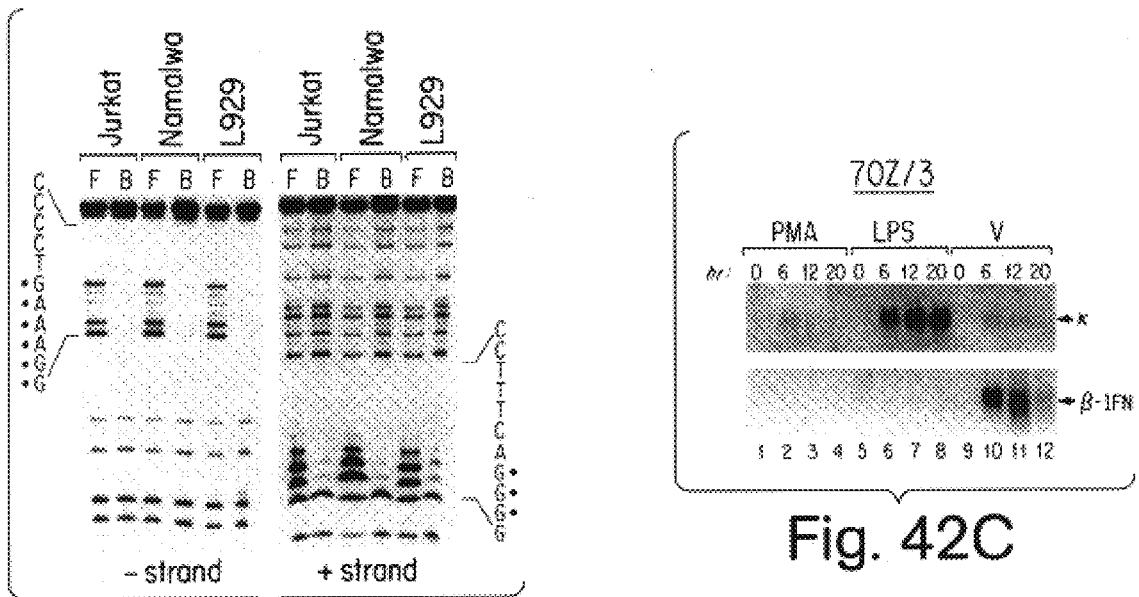 Jurkat Namalwa L929
F B F B F B
C
C
C
C
T
• G
• A
• A
• A
• G
• G
– strand
Jurkat Namalwa L929
F B F B F B
C
C
T
T
T
C
A
G •
G •
G •
G
+ strand
70Z/3
PMA LPS V
hr: 0 6 12 20 0 6 12 20 0 6 12 20
κ
β-IFN
1 2 3 4 5 6 7 8 9 10 11 12
Fig. 42C